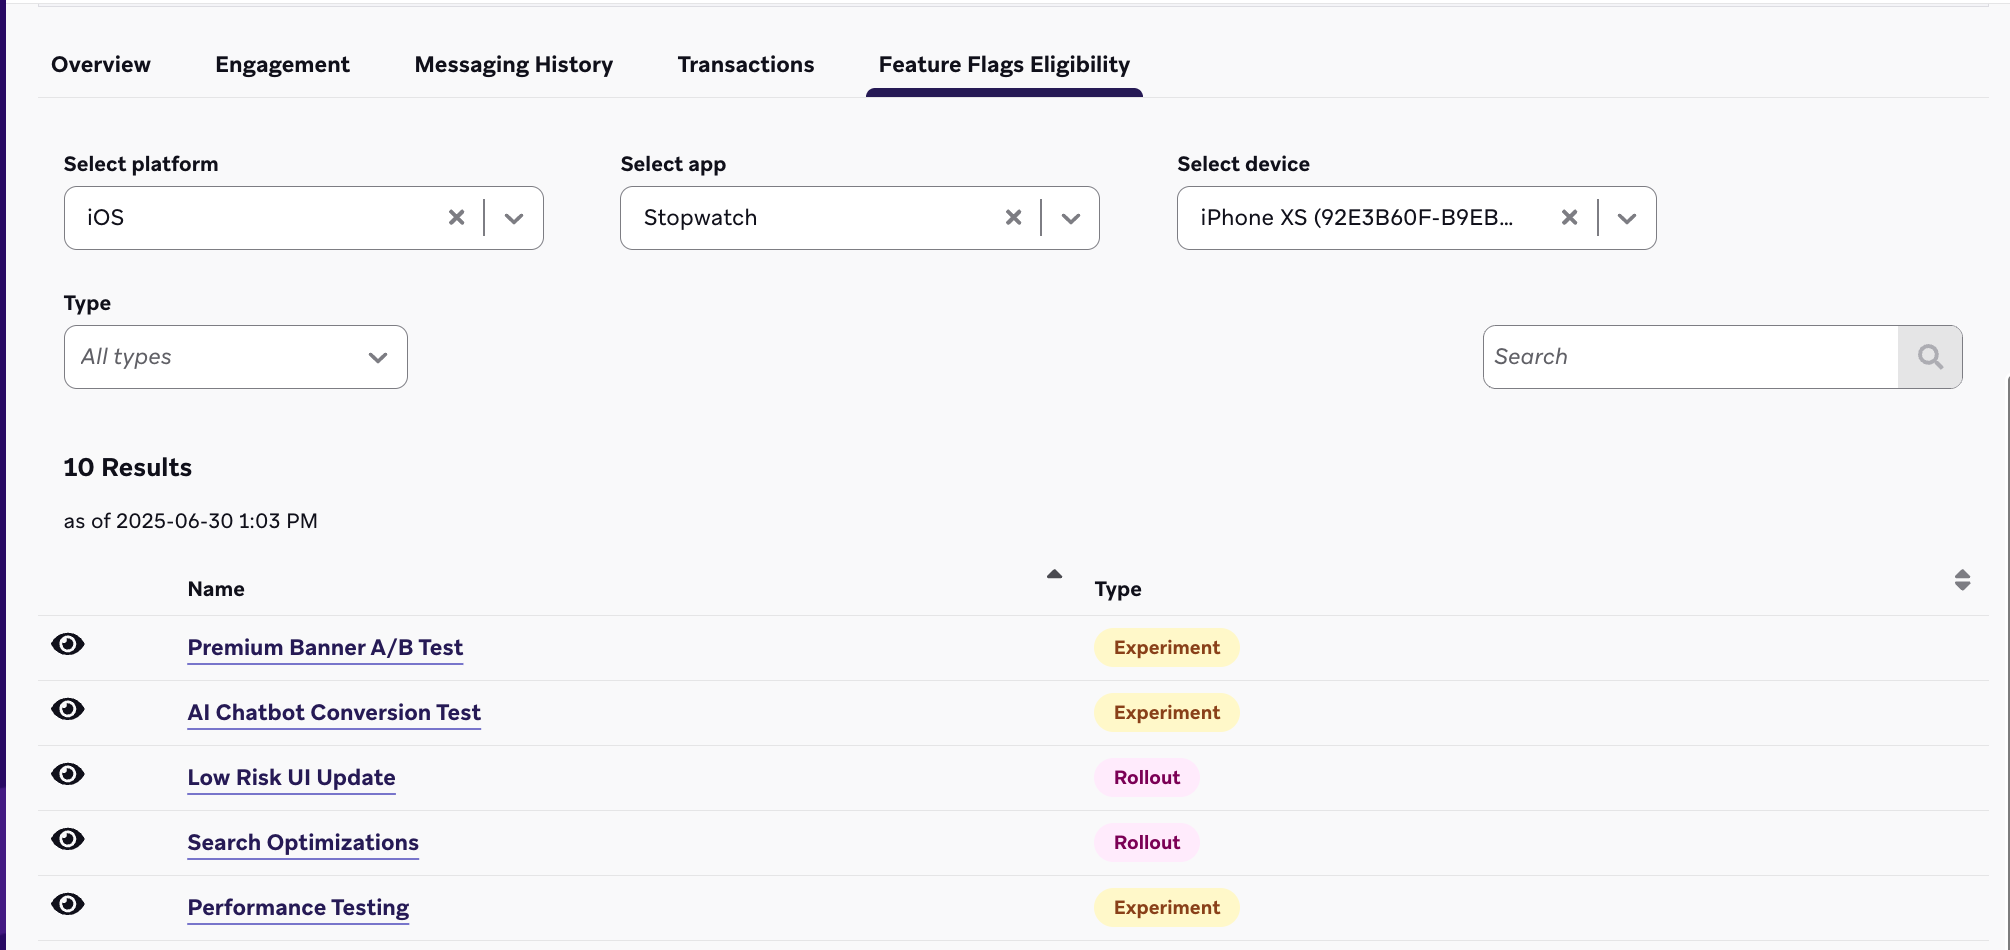 Overview Engagement Messaging History Transactions Feature Flags Eligibility
Select platform Select app Select device
iOS Stopwatch iPhone XS (92E3B60F-B9EB...
Type
All types Search
10 Results
as of 2025-06-30 1:03 PM
Name Type
Premium Banner A/B Test Experiment
AI Chatbot Conversion Test Experiment
Low Risk UI Update Rollout
Search Optimizations Rollout
Performance Testing Experiment